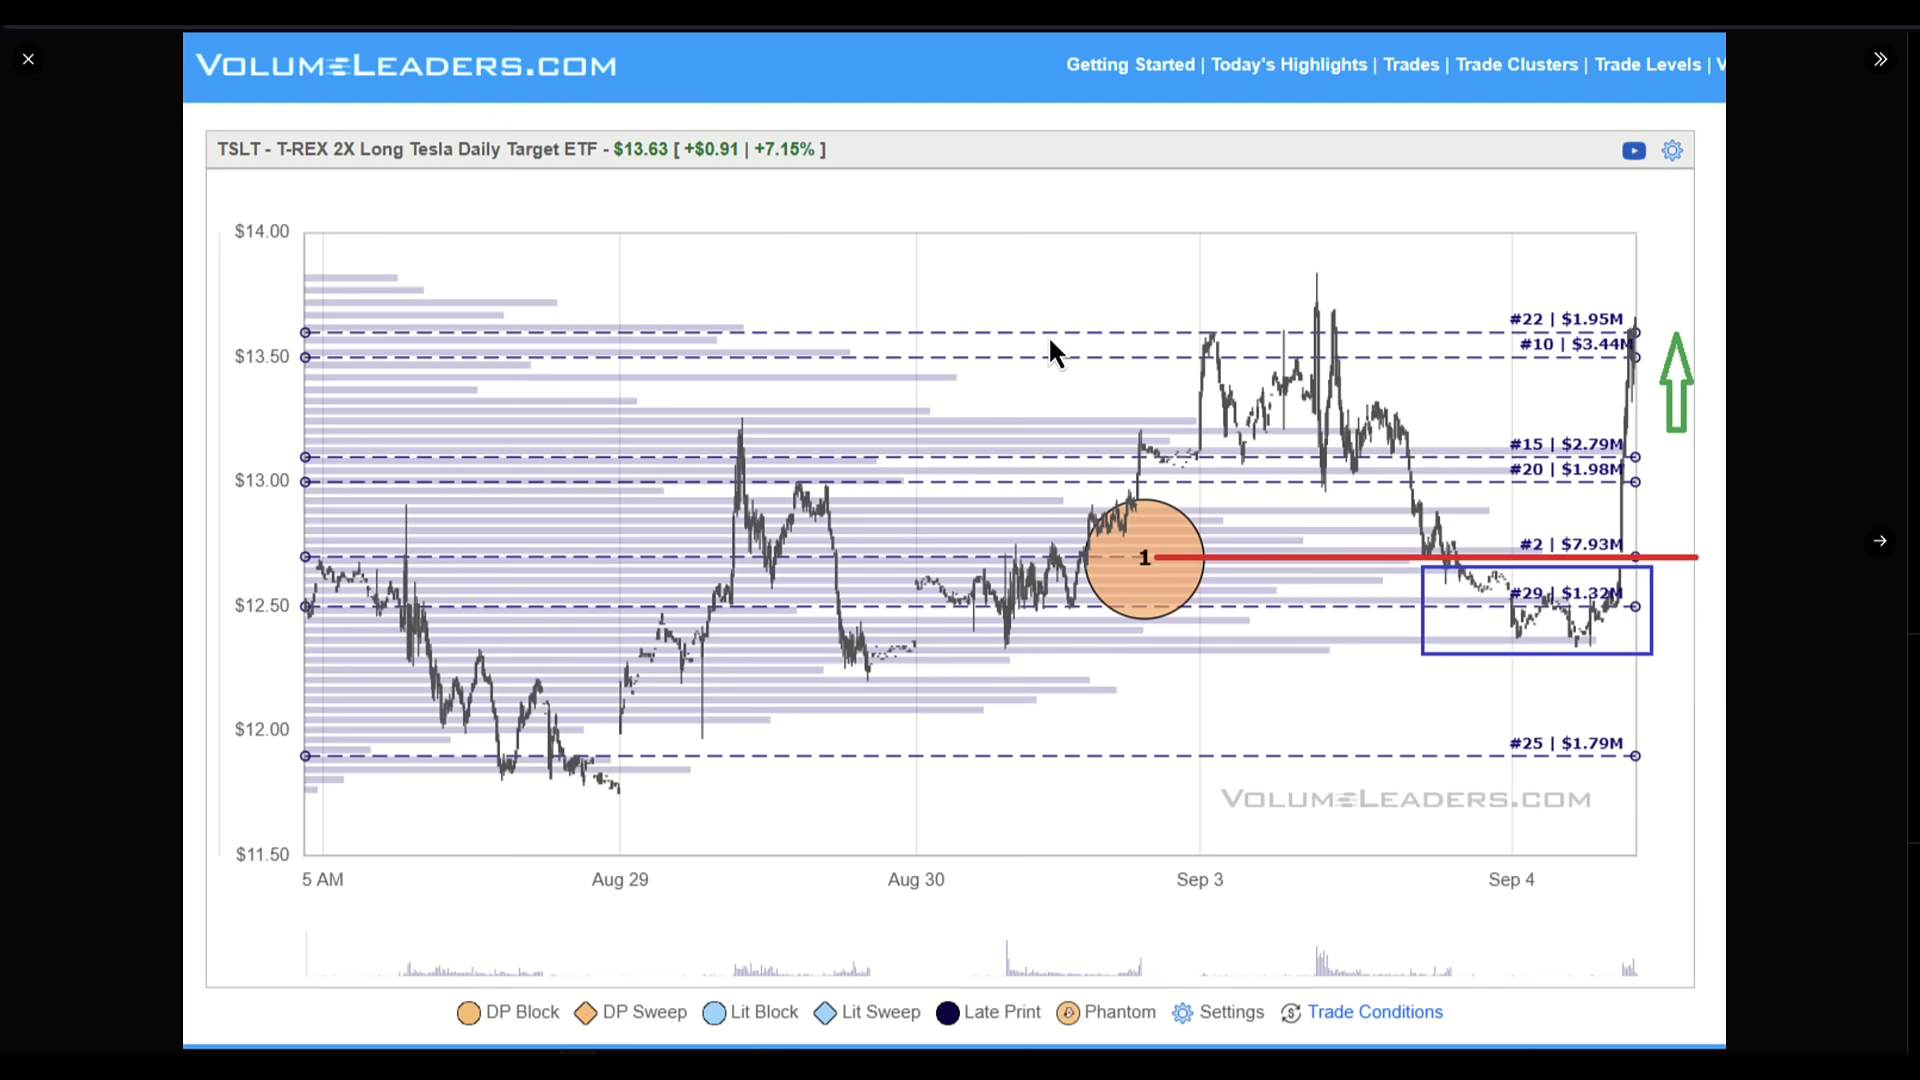 VOLUMELEADERS.COM
Getting Started | Today's Highlights | Trades | Trade Clusters | Trade Levels | V
TSLT - T-REX 2X Long Tesla Daily Target ETF - $13.63 [ +$0.91 | +7.15% ]
$14.00
#22 | $1.95M
$13.50
#10 | $3.44M
#15 | $2.79M
$13.00
#20 | $1.98M
#2 | $7.93M
1
$12.50
#29 | $1.32M
$12.00
#25 | $1.79M
VOLUMELEADERS.COM
$11.50
5 AM Aug 29 Aug 30 Sep 3 Sep 4
DP Block DP Sweep Lit Block Lit Sweep Late Print Phantom Settings Trade Conditions